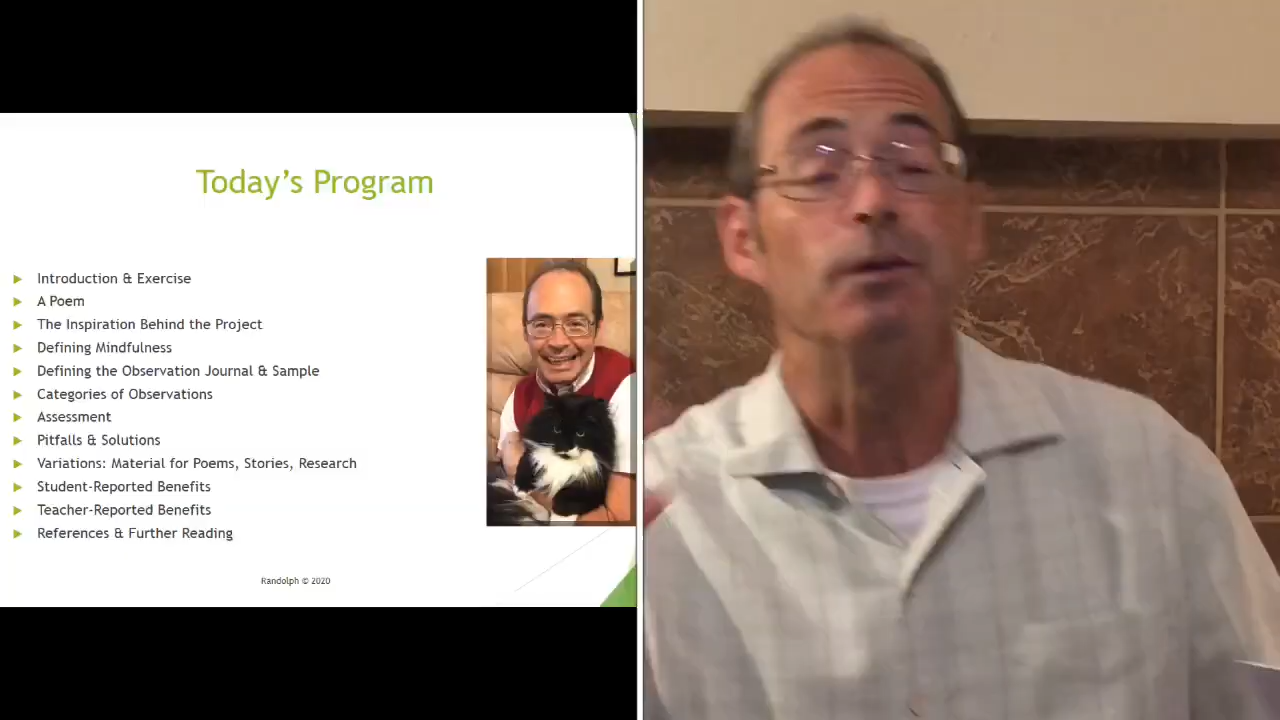 Today's Program
Introduction & Exercise
A Poem
The Inspiration Behind the Project
Defining Mindfulness
Defining the Observation Journal & Sample
Categories of Observations
Assessment
Pitfalls & Solutions
Variations: Material for Poems, Stories, Research
Student-Reported Benefits
Teacher-Reported Benefits
References & Further Reading
Randolph © 2020